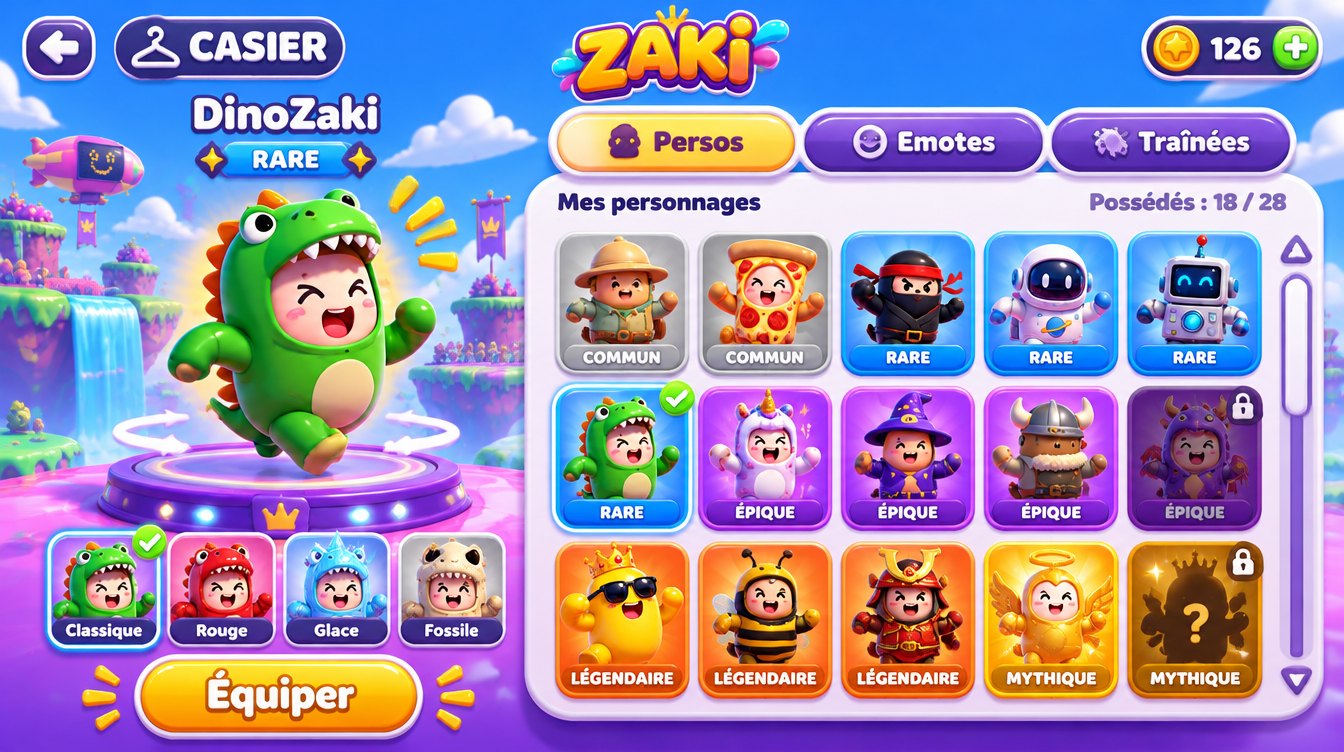 CASIER
ZAKi
126
DinoZaki
RARE
Persos
Emotes
Traînées
Mes personnages
Possédés : 18 / 28
COMMUN
COMMUN
RARE
RARE
RARE
RARE
ÉPIQUE
ÉPIQUE
ÉPIQUE
ÉPIQUE
?
LÉGENDAIRE
LÉGENDAIRE
LÉGENDAIRE
MYTHIQUE
MYTHIQUE
Classique
Rouge
Glace
Fossile
Équiper